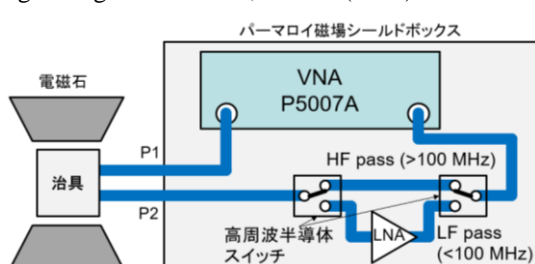 パーマロイ磁場シールドボックス
電磁石
VNA
P5007A
P1
HF pass (>100 MHz)
治具
P2
高周波半導体
スイッチ
LNA
LF pass
(<100 MHz)